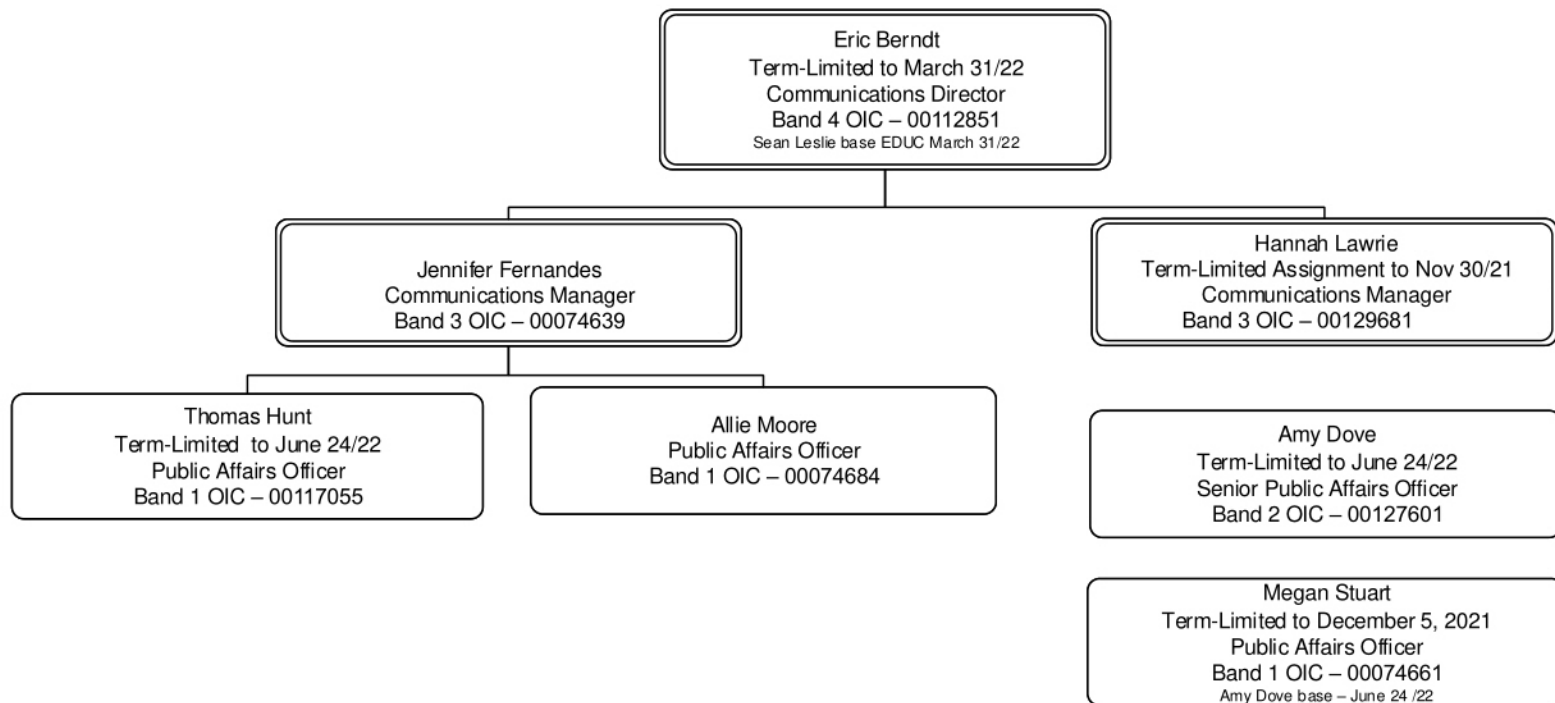 Eric Berndt
Term-Limited to March 31/22
Communications Director
Band 4 OIC – 00112851
Sean Leslie base EDUC March 31/22
Jennifer Fernandes
Communications Manager
Band 3 OIC – 00074639
Hannah Lawrie
Term-Limited Assignment to Nov 30/21
Communications Manager
Band 3 OIC – 00129681
Thomas Hunt
Term-Limited to June 24/22
Public Affairs Officer
Band 1 OIC – 00117055
Allie Moore
Public Affairs Officer
Band 1 OIC – 00074684
Amy Dove
Term-Limited to June 24/22
Senior Public Affairs Officer
Band 2 OIC – 00127601
Megan Stuart
Term-Limited to December 5, 2021
Public Affairs Officer
Band 1 OIC – 00074661
Amy Dove base – June 24 /22